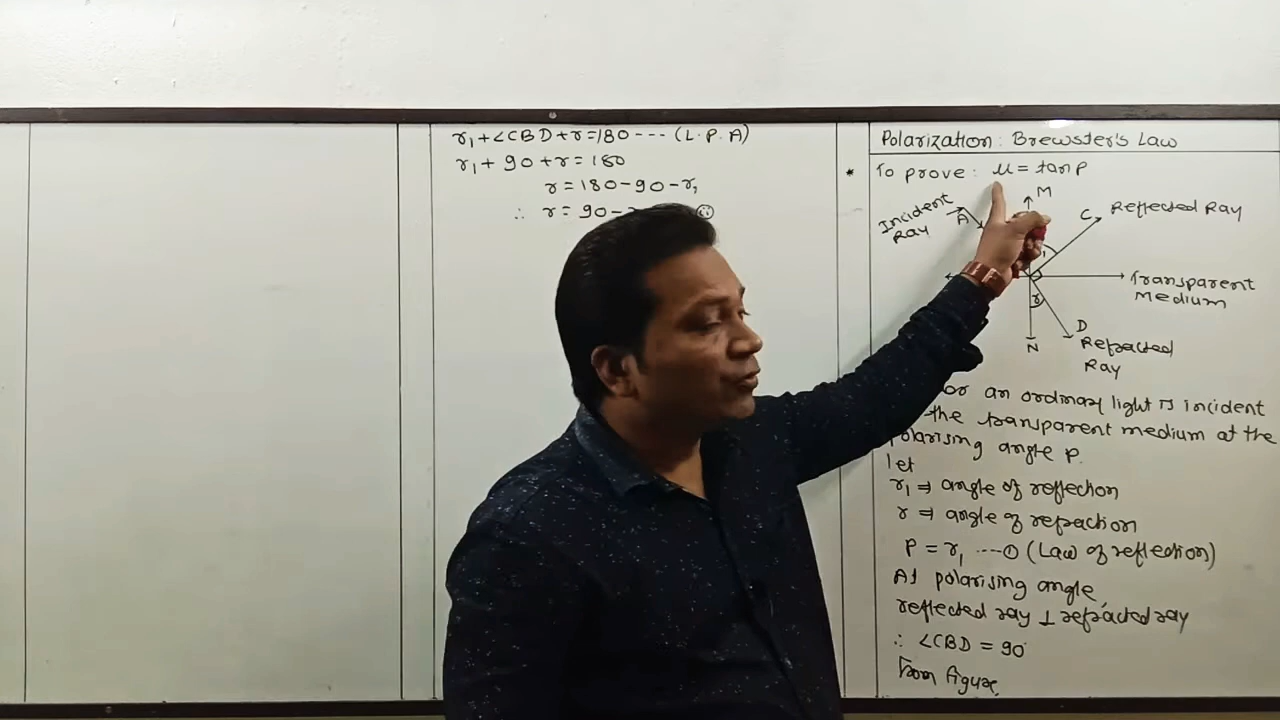 Polarization: Brewster's Law
* To prove: μ = tan P
M
Incident Ray
A
C
Reflected Ray
Transparent Medium
r
N
D
Refracted Ray
or an ordinary light is incident
the transparent medium at the
polarising angle P.
let
r₁ ⇒ angle of reflection
r ⇒ angle of refraction
P = r₁ ---① (Law of reflection)
At polarising angle,
reflected ray ⊥ refracted ray
∴ ∠CBD = 90°
From figure,
r₁ + ∠CBD + r = 180 --- (L.P.A)
r₁ + 90 + r = 180
r = 180 - 90 - r₁
∴ r = 90 -